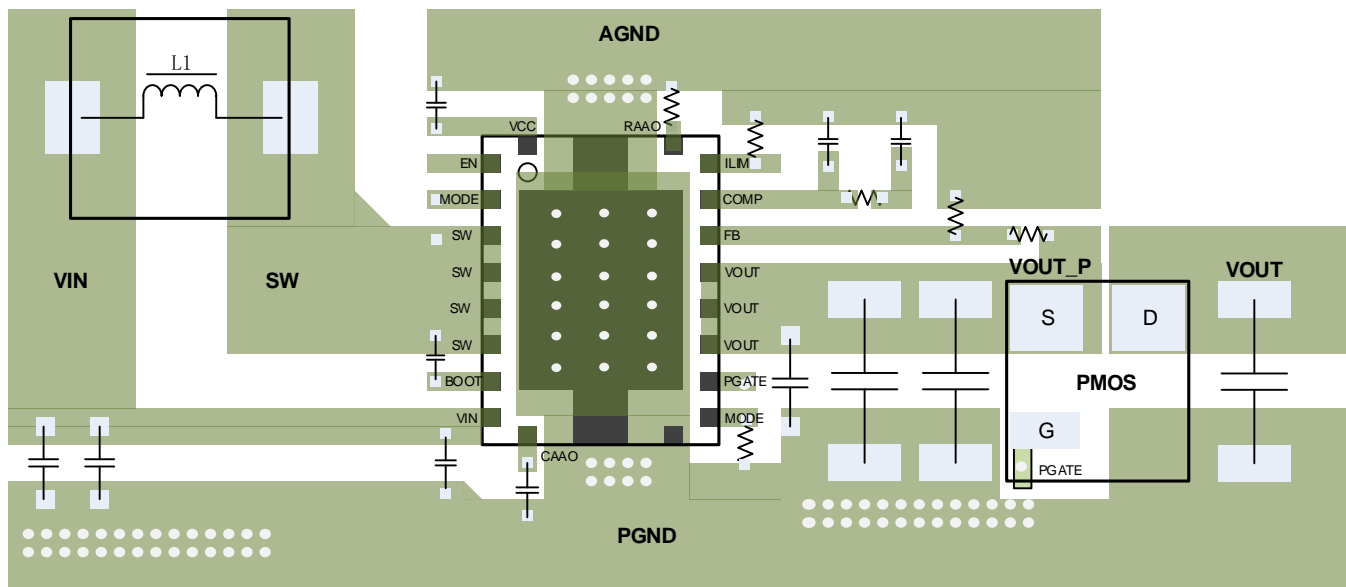 AGND
L1
VCC
RAAO
EN
ILIM
MODE
COMP
SW
FB
VIN
SW
SW
VOUT
VOUT_P
VOUT
SW
VOUT
S
D
SW
VOUT
BOOT
PGATE
PMOS
VIN
MODE
G
CAAO
PGATE
PGND